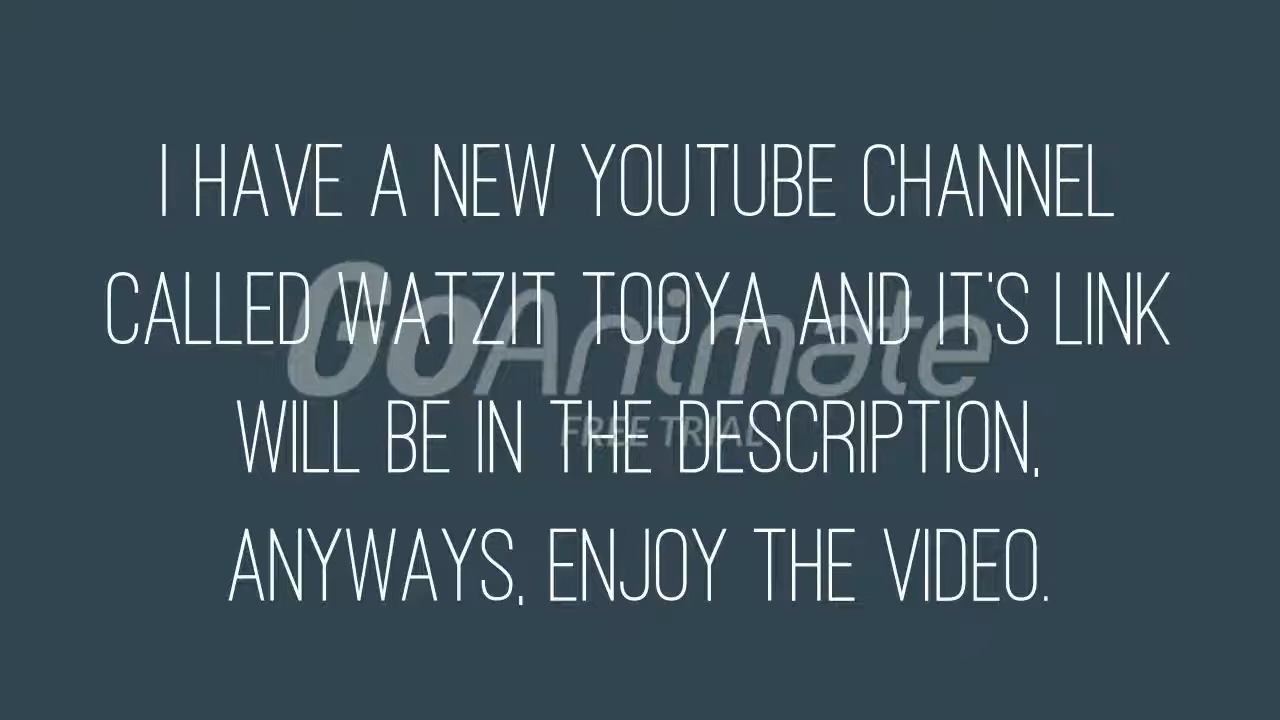 I HAVE A NEW YOUTUBE CHANNEL
CALLED WATZIT TOOYA AND IT'S LINK
GoAnimate
WILL BE IN THE DESCRIPTION,
FREE TRIAL
ANYWAYS, ENJOY THE VIDEO.